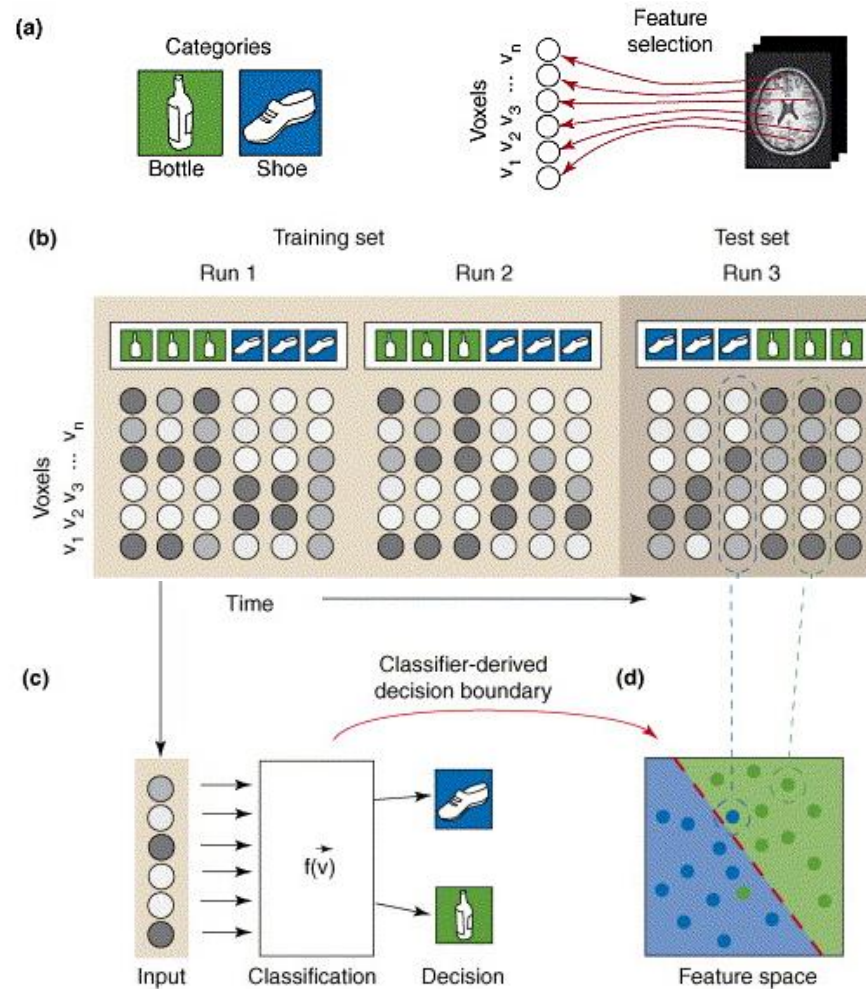 (a)
Categories
Bottle
Shoe
Feature
selection
Voxels
v1 v2 v3 ... vn
(b)
Training set
Test set
Run 1
Run 2
Run 3
Voxels
v1 v2 v3 ... vn
Time
(c)
Classifier-derived
decision boundary
(d)
f(v)
Input
Classification
Decision
Feature space